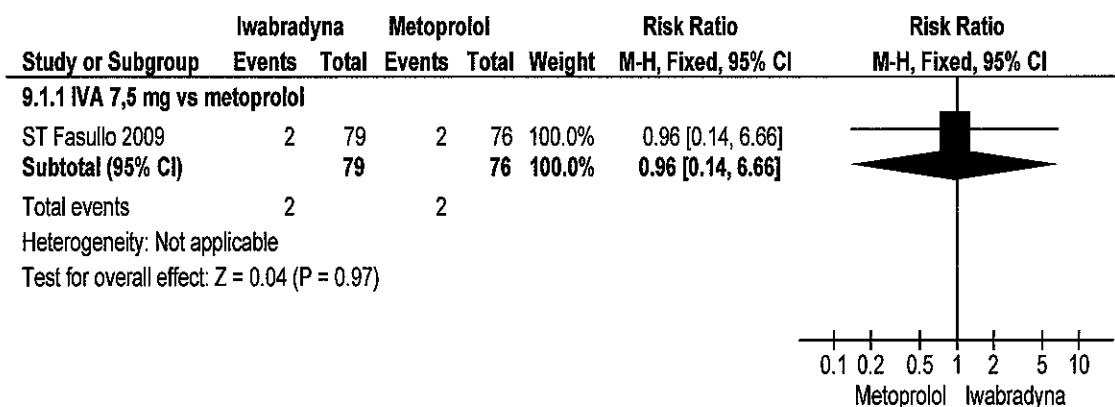 Iwabradyna Metoprolol Risk Ratio Risk Ratio
Study or Subgroup Events Total Events Total Weight M-H, Fixed, 95% CI M-H, Fixed, 95% CI
9.1.1 IVA 7,5 mg vs metoprolol
ST Fasullo 2009 2 79 2 76 100.0% 0.96 [0.14, 6.66]
Subtotal (95% CI) 79 76 100.0% 0.96 [0.14, 6.66]
Total events 2 2
Heterogeneity: Not applicable
Test for overall effect: Z = 0.04 (P = 0.97)
0.1 0.2 0.5 1 2 5 10
Metoprolol Iwabradyna